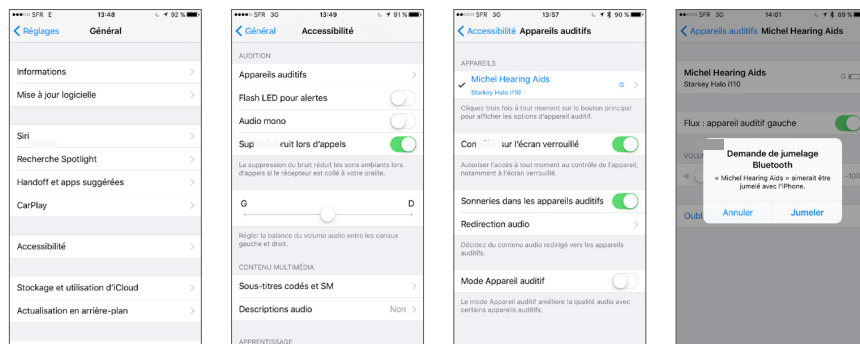 ●●●●○ SFR E 13:48 92 %
Réglages Général
Informations
Mise à jour logicielle
Siri
Recherche Spotlight
Handoff et apps suggérées
CarPlay
Accessibilité
Stockage et utilisation d'iCloud
Actualisation en arrière-plan
●●●●○ SFR 3G 13:49 91 %
Général Accessibilité
AUDITION
Appareils auditifs
Flash LED pour alertes
Audio mono
ruit lors d'appels
La suppression du bruit réduit les sons ambiants lors
d'appels si le récepteur est collé à votre oreille.
G D
Régler la balance du volume audio entre les canaux
gauche et droit.
CONTENU MULTIMÉDIA
Sous-titres codés et SM
Descriptions audio Non
APPRENTISSAGE
SFR 3G 13:57 90 %
Accessibilité Appareils auditifs
APPAREILS
Michel Hearing Aids
G
Starkey Halo i110
Cliquez trois fois à tout moment sur le bouton principal
pour afficher les options d'appareil auditif.
sur l'écran verrouillé
Autoriser l'accès à tout moment au contrôle de l'appareil,
notamment à l'écran verrouillé.
Sonneries dans les appareils auditifs
Redirection audio
Décidez du contenu audio redirigé vers les appareils
auditifs.
Mode Appareil auditif
Le mode Appareil auditif améliore la qualité audio avec
certains appareils auditifs.
SFR 3G 14:01 89 %
Appareils auditifs Michel Hearing Aids
Michel Hearing Aids
G
Starkey Halo i110
Flux : appareil auditif gauche
VOLU
Demande de jumelage
Bluetooth
« Michel Hearing Aids » aimerait être
jumelé avec l'iPhone.
-100
Annuler Jumeler
Oubl